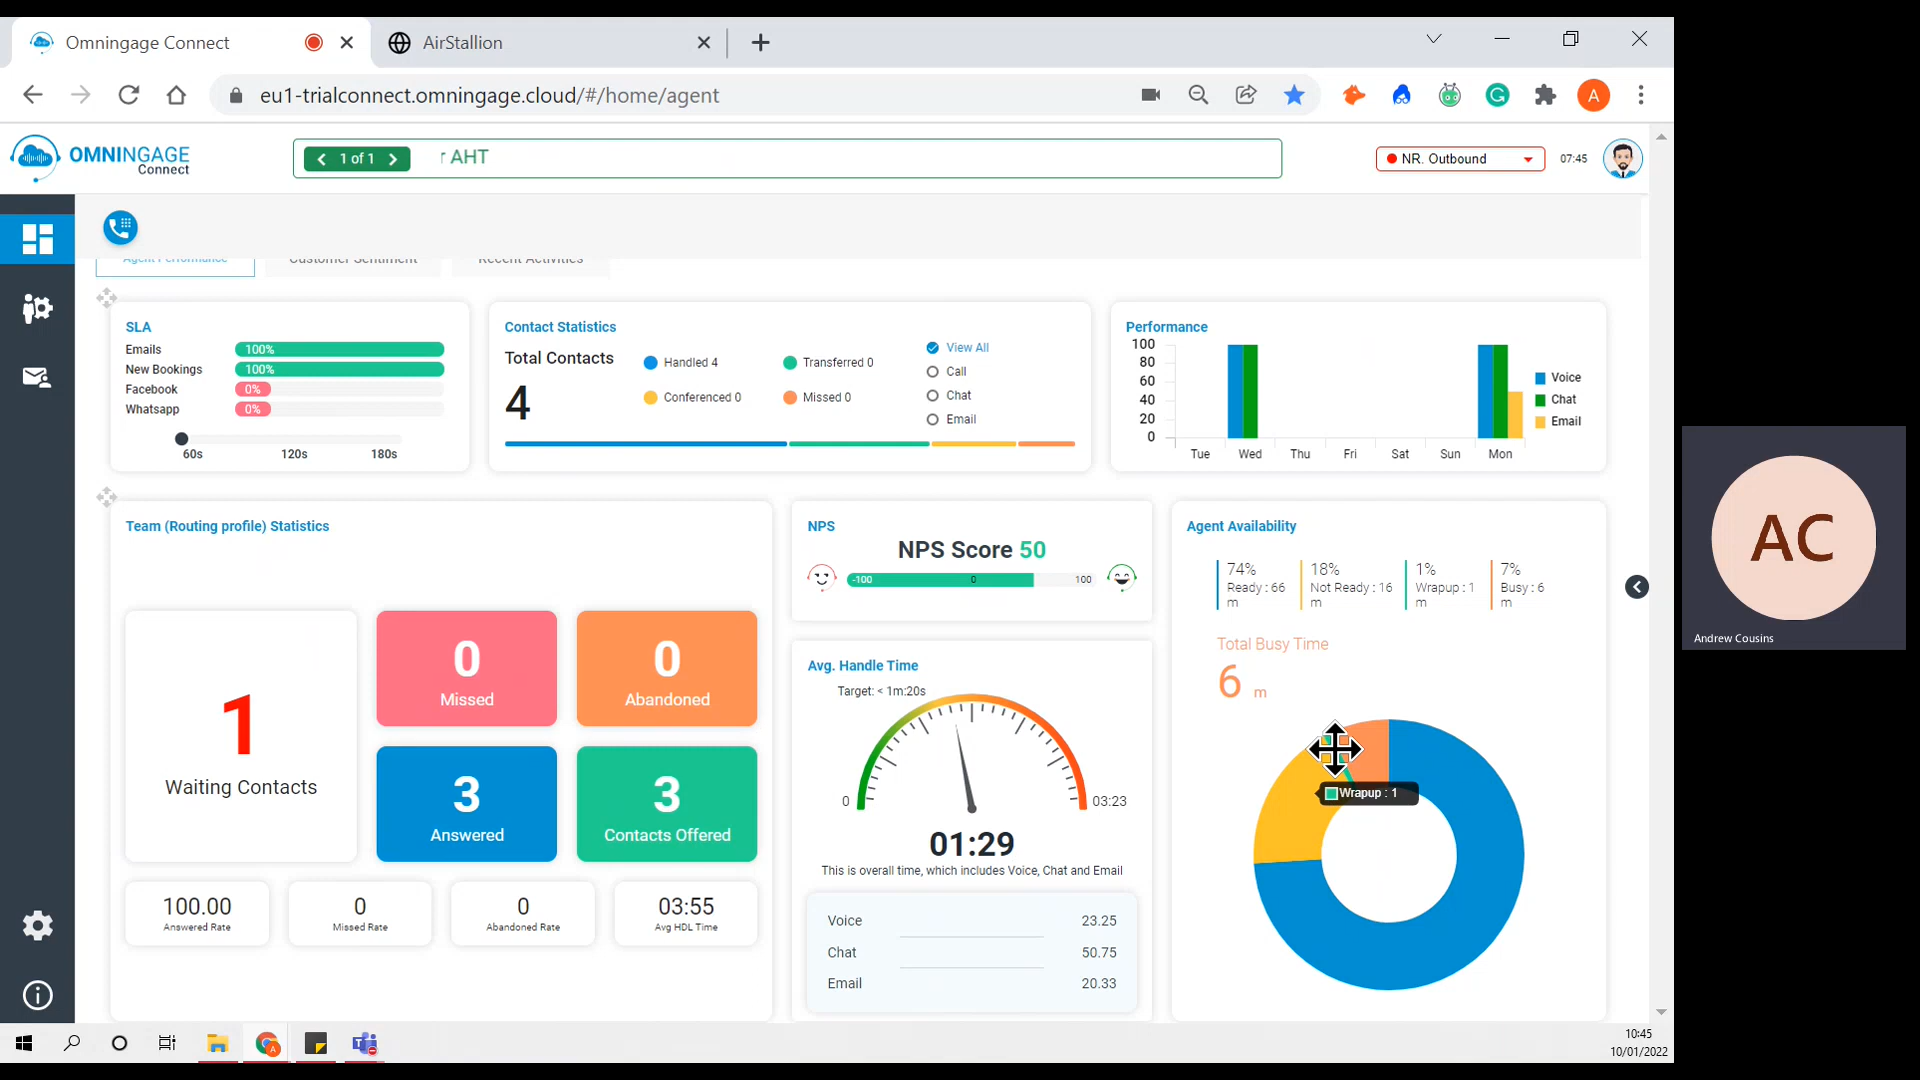 Omningage Connect
AirStallion
eu1-trialconnect.omningage.cloud/#/home/agent
A
OMNINGAGE
Connect
1 of 1
r AHT
NR. Outbound
07:45
Agent Performance
Customer Sentiment
Recent Activities
SLA
Emails 100%
New Bookings 100%
Facebook 0%
Whatsapp 0%
60s 120s 180s
Contact Statistics
Total Contacts
4
Handled 4
Transferred 0
Conferenced 0
Missed 0
View All
Call
Chat
Email
Performance
100
80
60
40
20
0
Tue Wed Thu Fri Sat Sun Mon
Voice
Chat
Email
Team (Routing profile) Statistics
1
Waiting Contacts
0
Missed
0
Abandoned
3
Answered
3
Contacts Offered
100.00
Answered Rate
0
Missed Rate
0
Abandoned Rate
03:55
Avg HDL Time
NPS
NPS Score 50
-100 0 100
Avg. Handle Time
Target: < 1m:20s
0
03:23
01:29
This is overall time, which includes Voice, Chat and Email
Voice 23.25
Chat 50.75
Email 20.33
Agent Availability
74%
Ready : 66
m
18%
Not Ready : 16
m
1%
Wrapup : 1
m
7%
Busy : 6
m
Total Busy Time
6 m
Wrapup : 1
AC
Andrew Cousins
10:45
10/01/2022